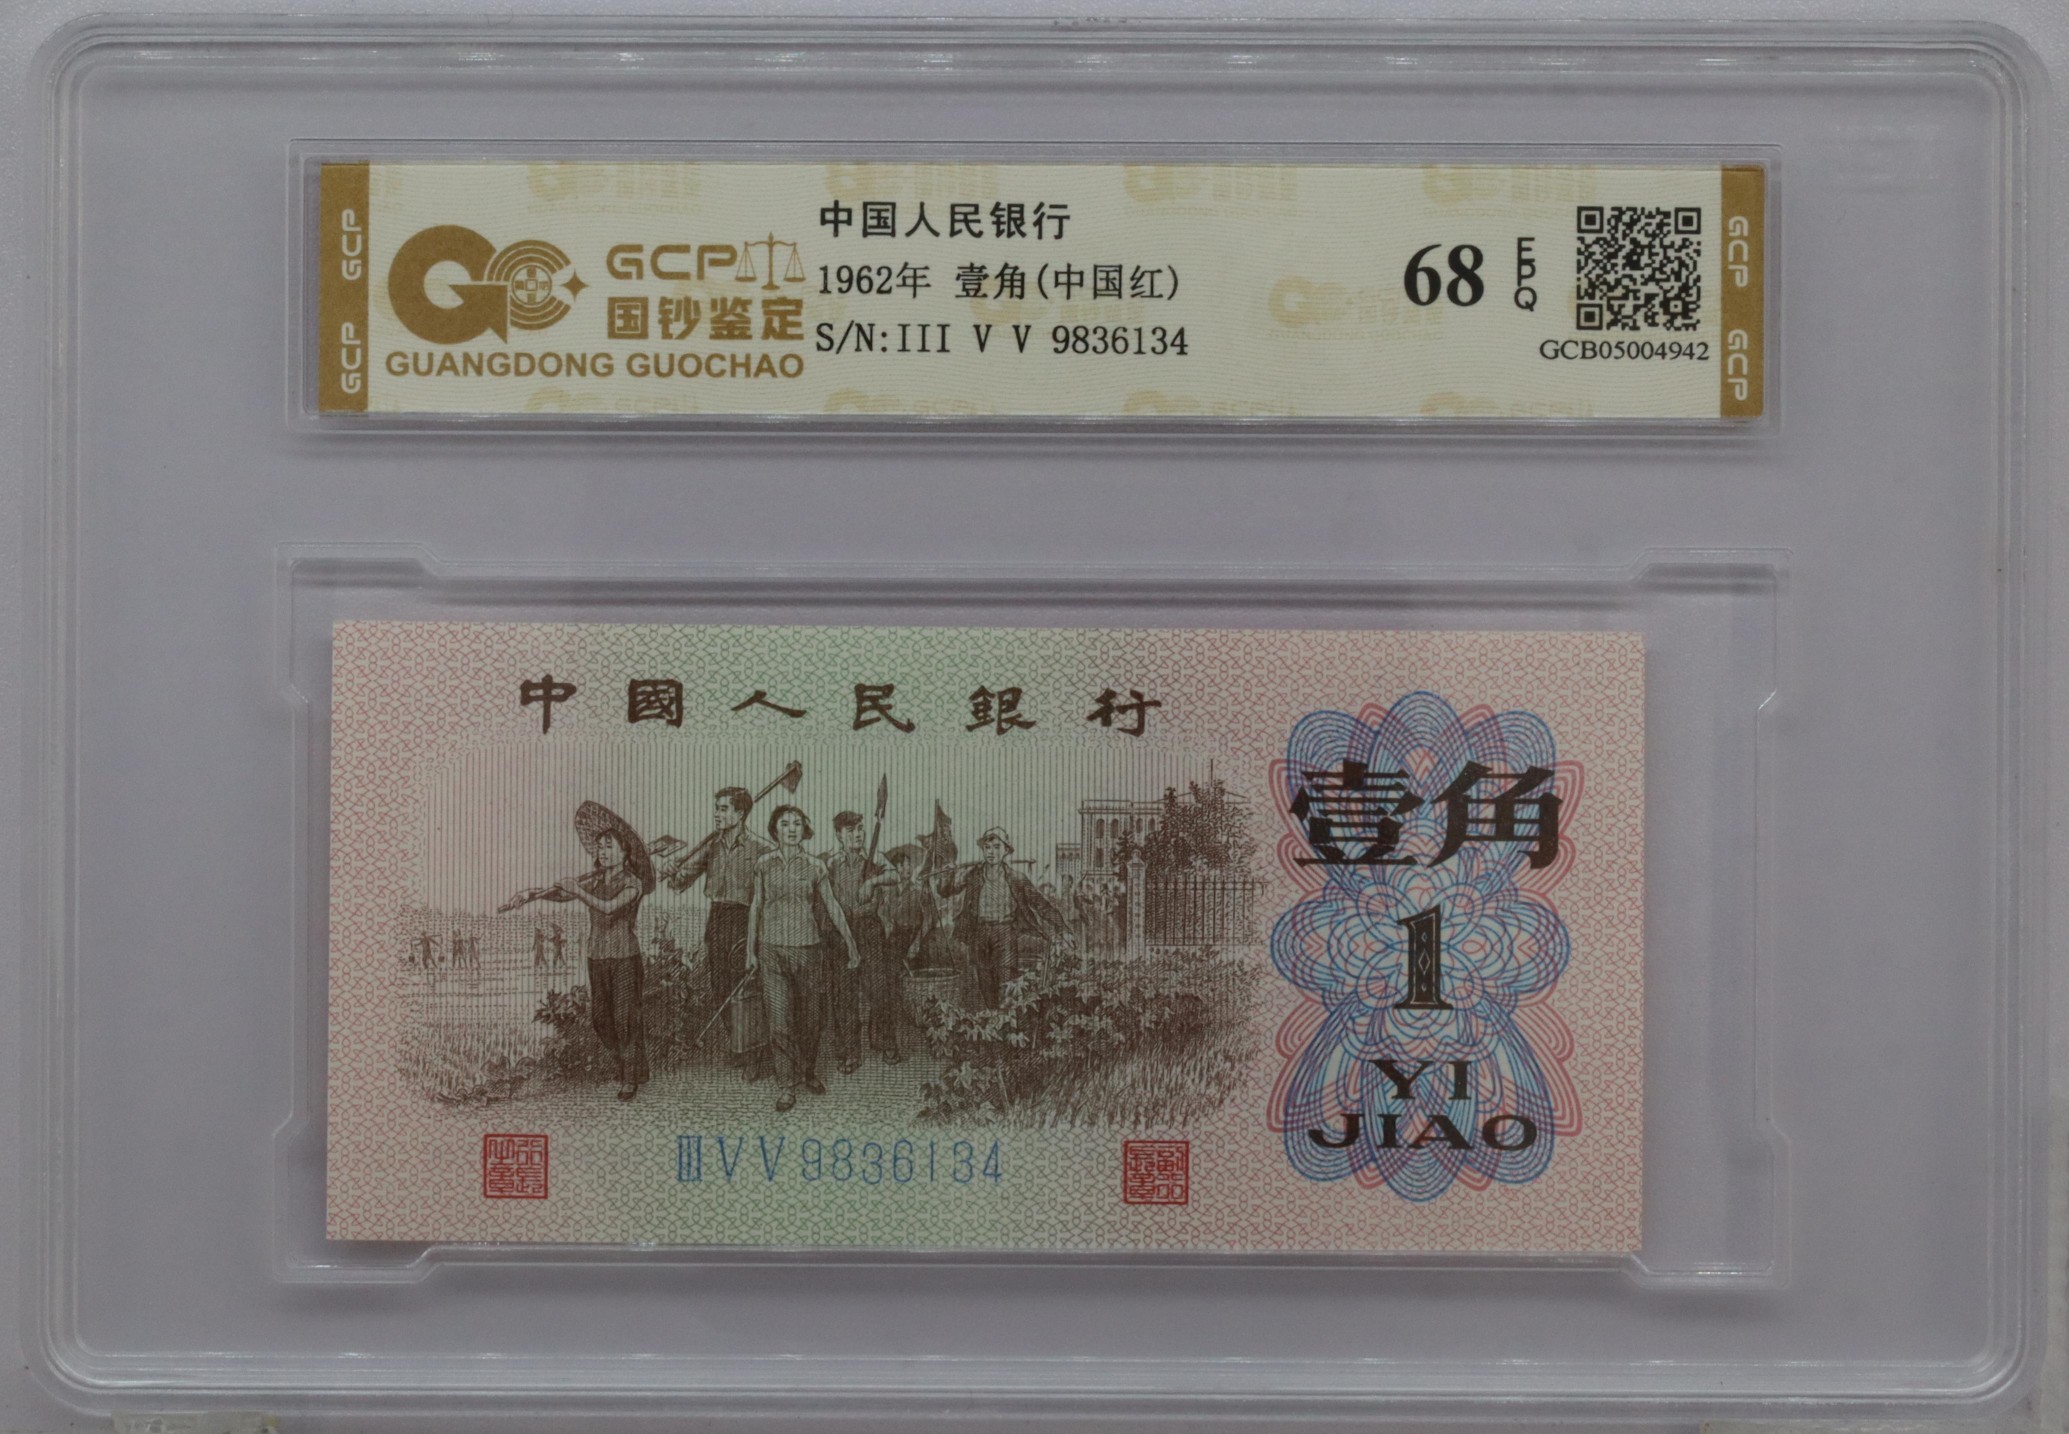 GCP GCP
GCP
国钞鉴定
GUANGDONG GUOCHAO
中国人民银行
1962年 壹角(中国红)
S/N:III V V 9836134
68 EPQ
GCB05004942
GCP GCP
中國人民銀行
壹角
1
YI
JIAO
III V V 9836134